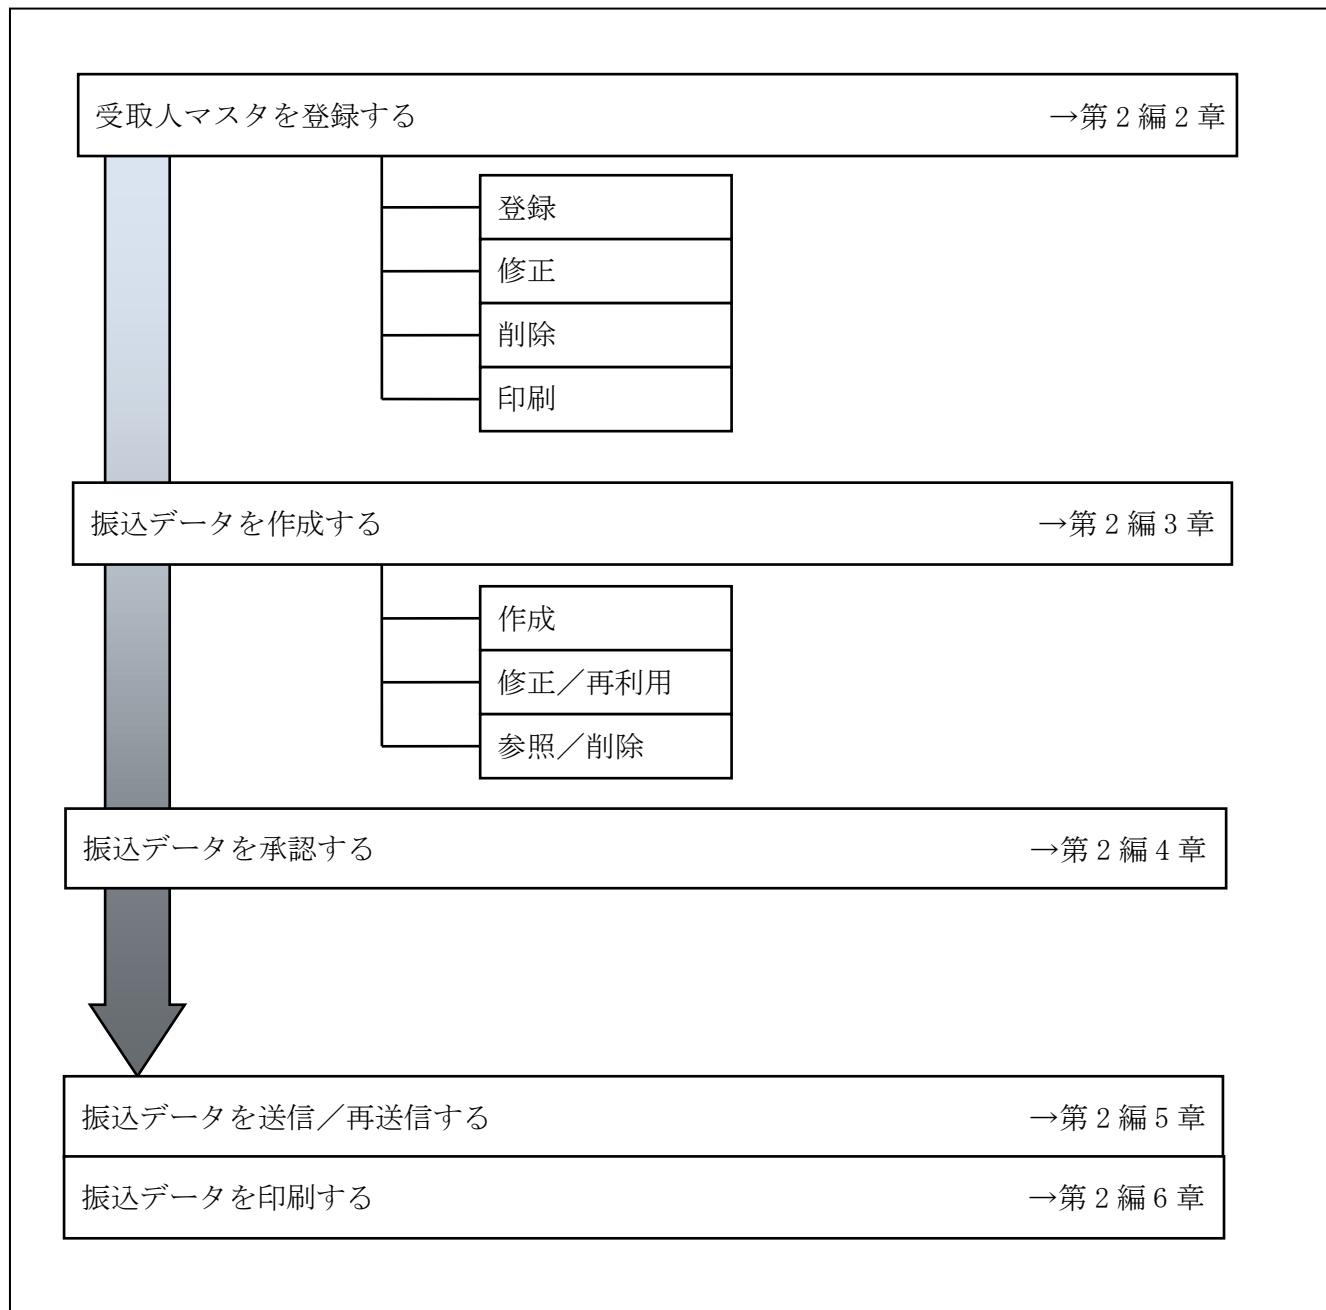 受取人マスタを登録する →第2編2章
登録
修正
削除
印刷
振込データを作成する →第2編3章
作成
修正／再利用
参照／削除
振込データを承認する →第2編4章
振込データを送信／再送信する →第2編5章
振込データを印刷する →第2編6章